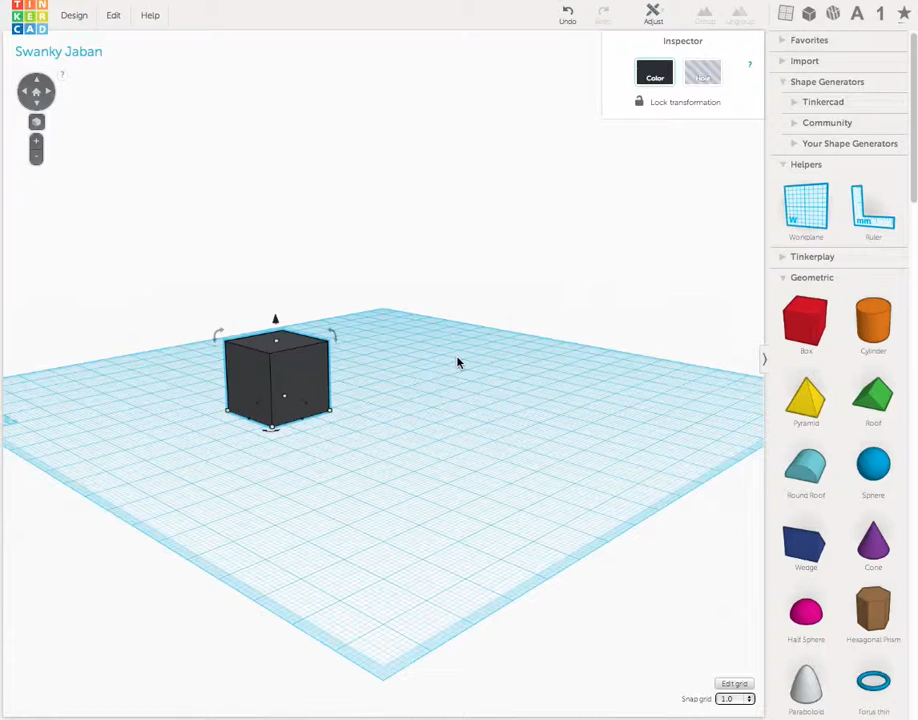 TIN
KER
CAD
Design
Edit
Help
Undo
Redo
Adjust
Group
Ungroup
A
1
Swanky Jaban
?
+
-
Inspector
Color
Hole
?
Lock transformation
Favorites
Import
Shape Generators
Tinkercad
Community
Your Shape Generators
Helpers
W
mm
Workplane
Ruler
Tinkerplay
Geometric
Box
Cylinder
Pyramid
Roof
Round Roof
Sphere
Wedge
Cone
Half Sphere
Hexagonal Prism
Paraboloid
Torus thin
Edit grid
Snap grid
1.0